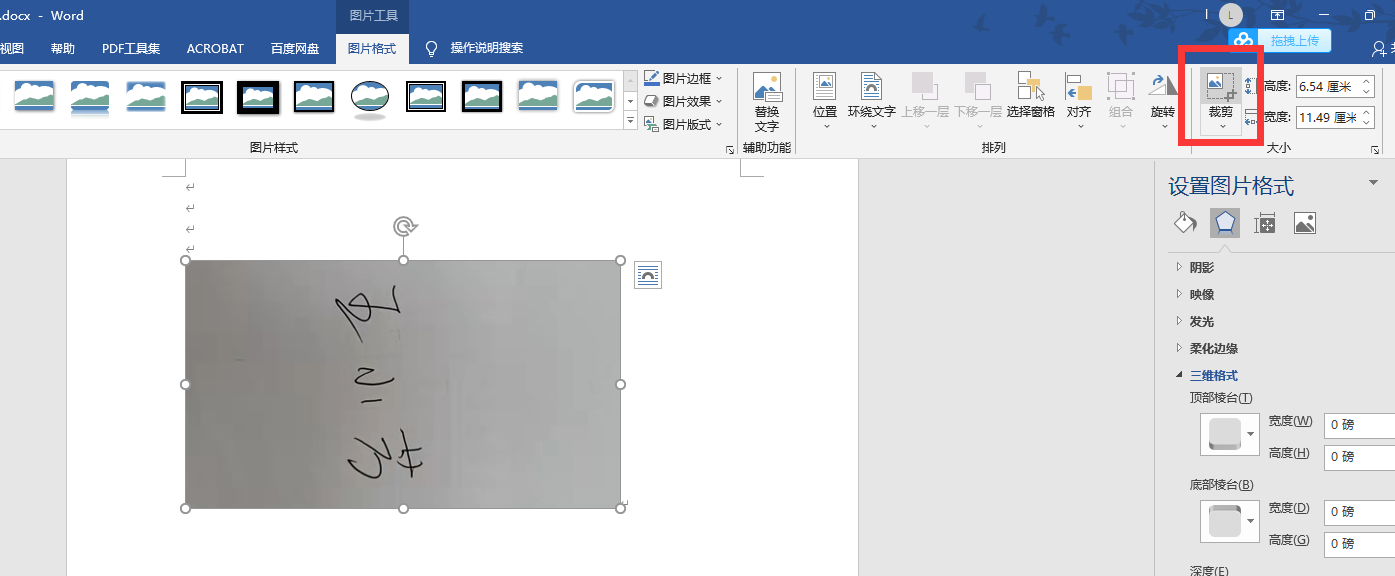 .docx - Word
图片工具
L
视图 帮助 PDF工具集 ACROBAT 百度网盘 图片格式 操作说明搜索
拖拽上传
图片边框
图片效果
图片版式
图片样式
替换文字
辅助功能
位置 环绕文字 上移一层 下移一层 选择窗格 对齐 组合 旋转
排列
裁剪
高度: 6.54 厘米
宽度: 11.49 厘米
大小
设置图片格式
阴影
映像
发光
柔化边缘
三维格式
顶部棱台(T)
宽度(W) 0 磅
高度(H) 0 磅
底部棱台(B)
宽度(D) 0 磅
高度(G) 0 磅
深度(E)